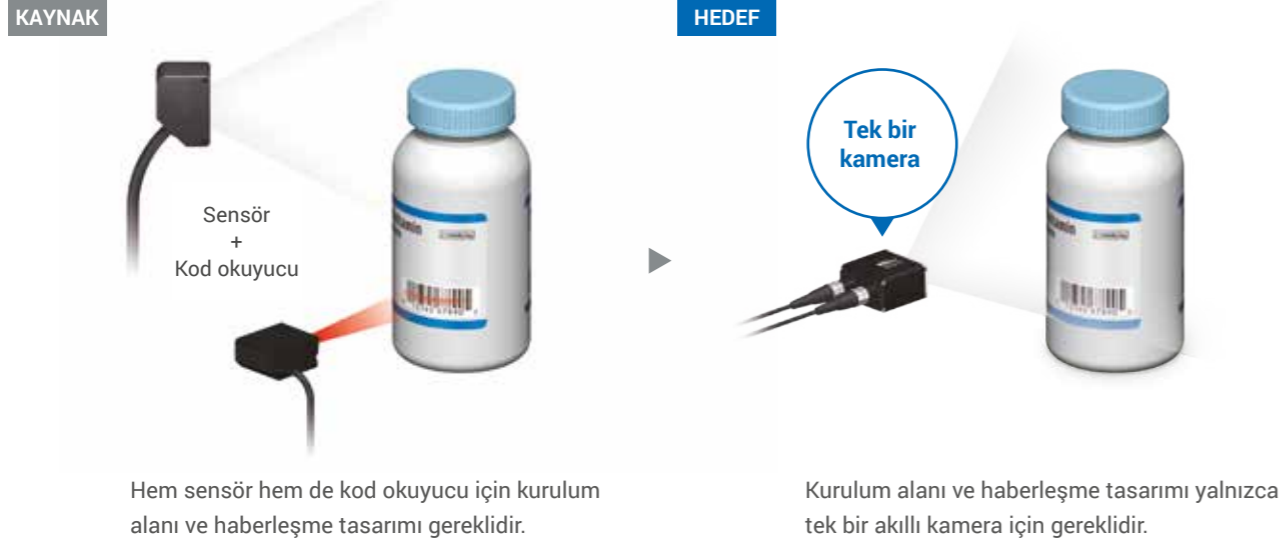 KAYNAK
Sensör
+
Kod okuyucu
Hem sensör hem de kod okuyucu için kurulum
alanı ve haberleşme tasarımı gereklidir.
HEDEF
Tek bir
kamera
Kurulum alanı ve haberleşme tasarımı yalnızca
tek bir akıllı kamera için gereklidir.